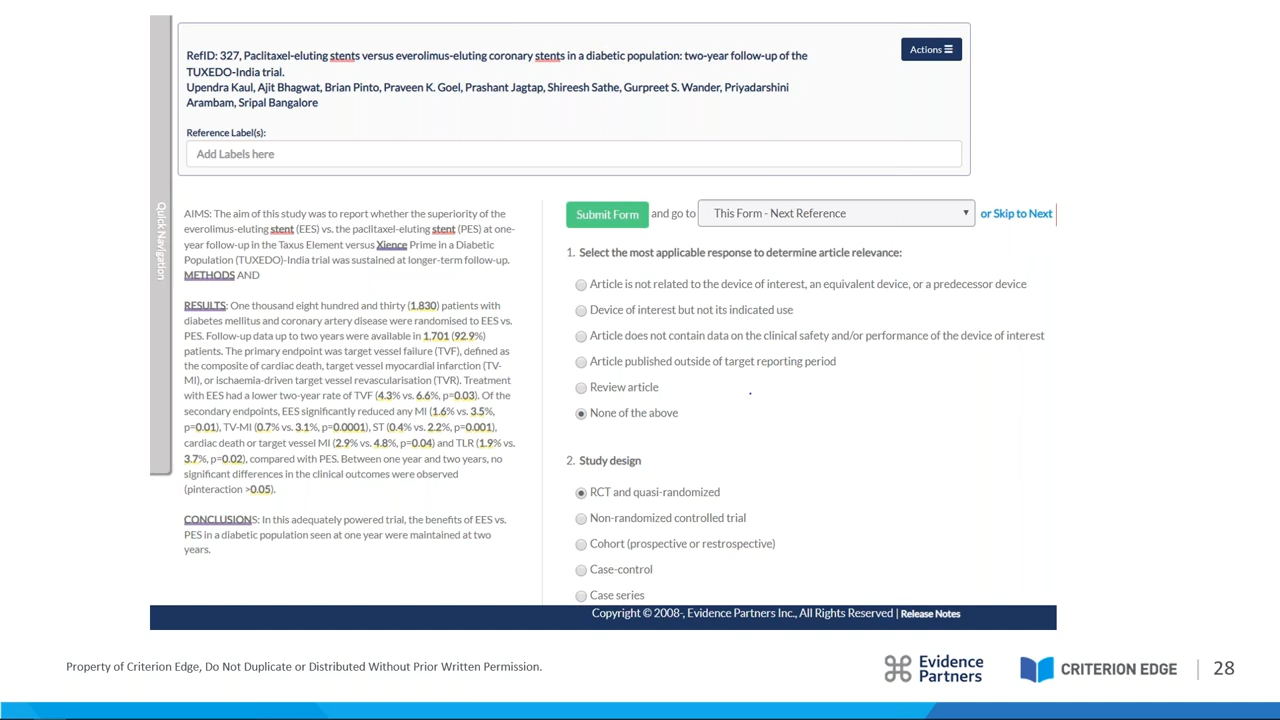 RefID: 327, Paclitaxel-eluting stents versus everolimus-eluting coronary stents in a diabetic population: two-year follow-up of the
TUXEDO-India trial.
Upendra Kaul, Ajit Bhagwat, Brian Pinto, Praveen K. Goel, Prashant Jagtap, Shireesh Sathe, Gurpreet S. Wander, Priyadarshini
Arambam, Sripal Bangalore
Actions
Reference Label(s):
Add Labels here
Quick Navigation
AIMS: The aim of this study was to report whether the superiority of the
everolimus-eluting stent (EES) vs. the paclitaxel-eluting stent (PES) at one-
year follow-up in the Taxus Element versus Xience Prime in a Diabetic
Population (TUXEDO)-India trial was sustained at longer-term follow-up.
METHODS AND
RESULTS: One thousand eight hundred and thirty (1,830) patients with
diabetes mellitus and coronary artery disease were randomised to EES vs.
PES. Follow-up data up to two years were available in 1,701 (92.9%)
patients. The primary endpoint was target vessel failure (TVF), defined as
the composite of cardiac death, target vessel myocardial infarction (TV-
MI), or ischaemia-driven target vessel revascularisation (TVR). Treatment
with EES had a lower two-year rate of TVF (4.3% vs. 6.6%, p=0.03). Of the
secondary endpoints, EES significantly reduced any MI (1.6% vs. 3.5%,
p=0.01), TV-MI (0.7% vs. 3.1%, p=0.0001), ST (0.4% vs. 2.2%, p=0.001),
cardiac death or target vessel MI (2.9% vs. 4.8%, p=0.04) and TLR (1.9% vs.
3.7%, p=0.02), compared with PES. Between one year and two years, no
significant differences in the clinical outcomes were observed
(pinteraction >0.05).
CONCLUSIONS: In this adequately powered trial, the benefits of EES vs.
PES in a diabetic population seen at one year were maintained at two
years.
Submit Form and go to This Form - Next Reference or Skip to Next
1. Select the most applicable response to determine article relevance:
Article is not related to the device of interest, an equivalent device, or a predecessor device
Device of interest but not its indicated use
Article does not contain data on the clinical safety and/or performance of the device of interest
Article published outside of target reporting period
Review article
None of the above
2. Study design
RCT and quasi-randomized
Non-randomized controlled trial
Cohort (prospective or restrospective)
Case-control
Case series
Copyright © 2008-, Evidence Partners Inc., All Rights Reserved | Release Notes
Property of Criterion Edge, Do Not Duplicate or Distributed Without Prior Written Permission.
Evidence
Partners
CRITERION EDGE
28